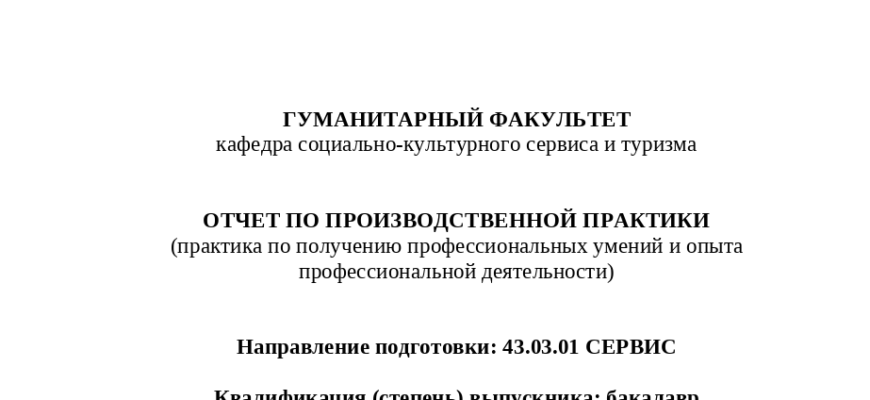 ГУМАНИТАРНЫЙ ФАКУЛЬТЕТ
кафедра социально-культурного сервиса и туризма
ОТЧЕТ ПО ПРОИЗВОДСТВЕННОЙ ПРАКТИКИ
(практика по получению профессиональных умений и опыта
профессиональной деятельности)
Направление подготовки: 43.03.01 СЕРВИС
Квалификация (степень) выпускника: бакалавр